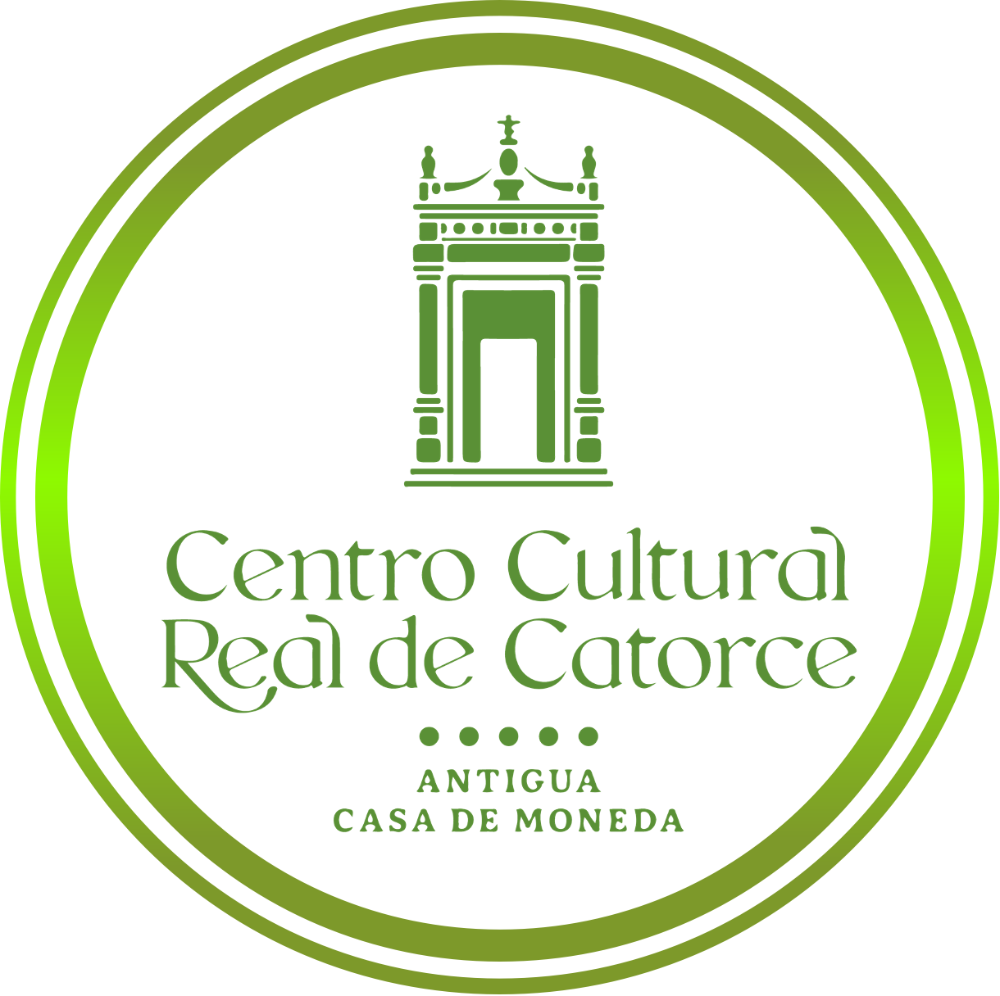 Centro Cultural
Real de Catorce
ANTIGUA
CASA DE MONEDA